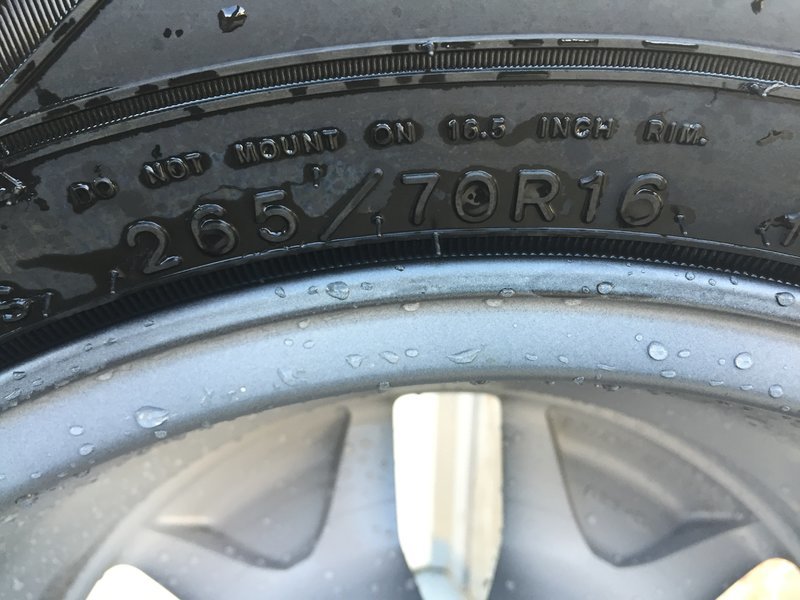 DO NOT MOUNT ON 16.5 INCH RIM.
265/70R16